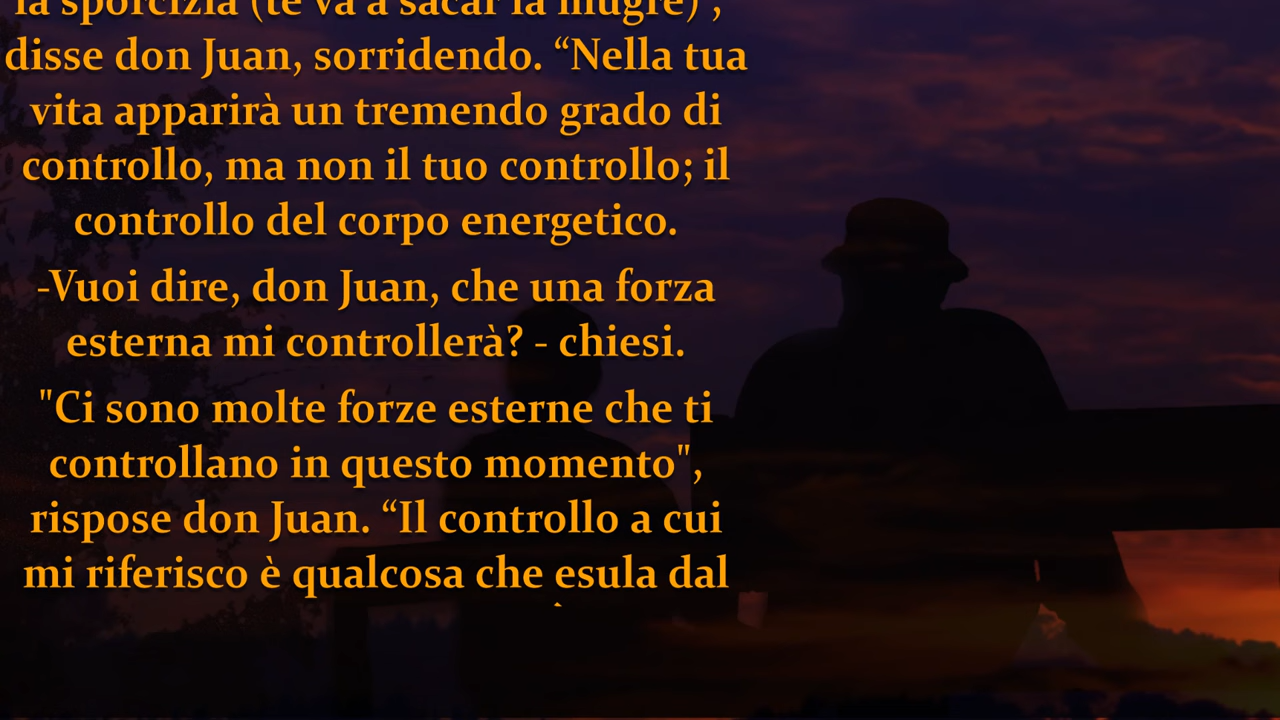 la sporcizia (te va a sacar la mugre)",
disse don Juan, sorridendo. “Nella tua
vita apparirà un tremendo grado di
controllo, ma non il tuo controllo; il
controllo del corpo energetico.
-Vuoi dire, don Juan, che una forza
esterna mi controllerà? - chiesi.
"Ci sono molte forze esterne che ti
controllano in questo momento",
rispose don Juan. “Il controllo a cui
mi riferisco è qualcosa che esula dal